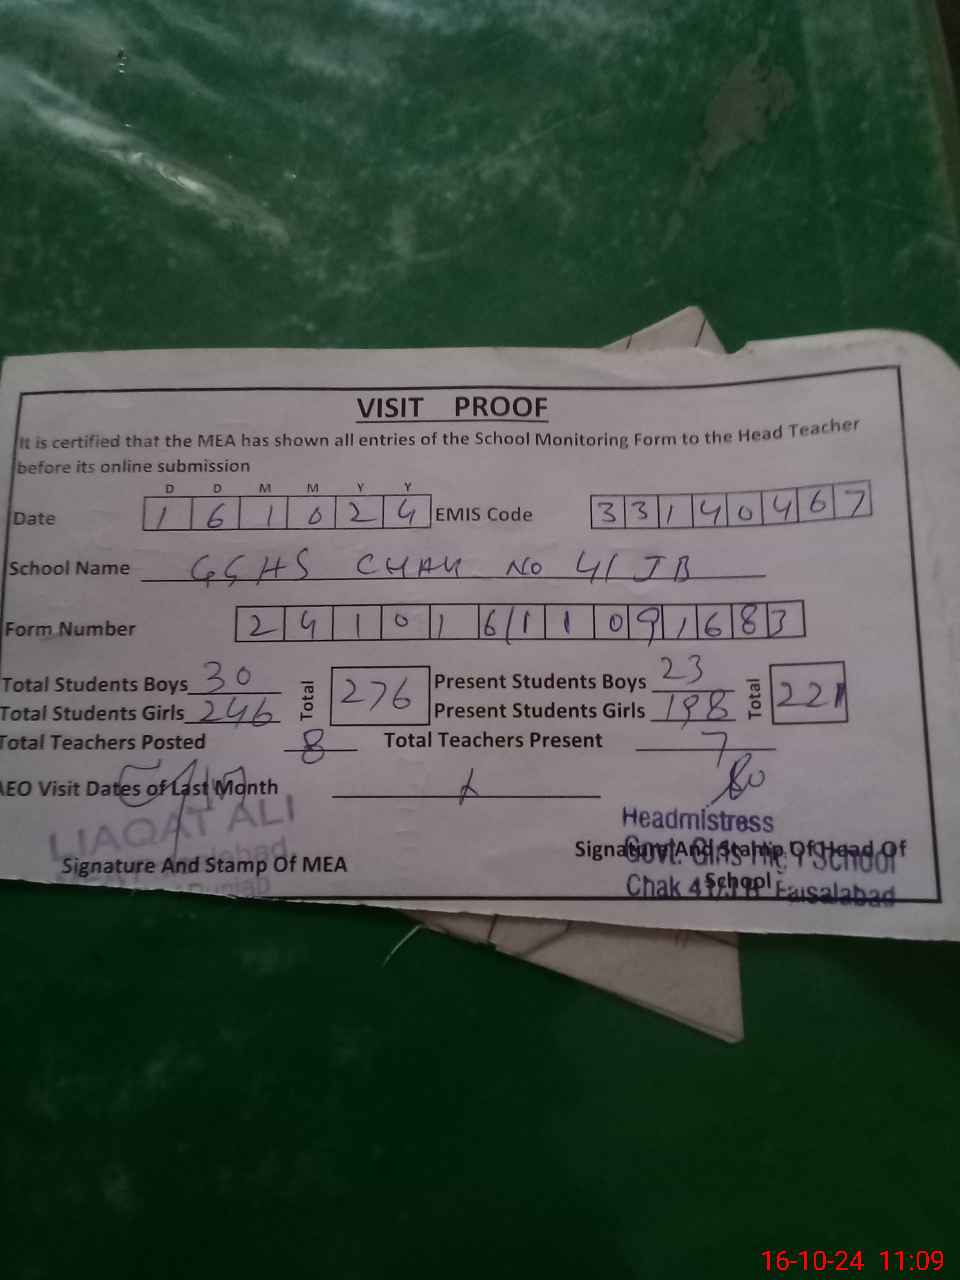 VISIT PROOF
It is certified that the MEA has shown all entries of the School Monitoring Form to the Head Teacher
before its online submission
D D M M Y Y
Date 1 6 1 0 2 4 EMIS Code 3 3 1 4 0 4 6 7
School Name GGHS CHAK NO 41 JB
Form Number 2 4 1 0 1 6 / 1 1 0 9 1 6 8 3
Total Students Boys 30 Total 276 Present Students Boys 23 Total 221
Total Students Girls 246 Present Students Girls 198
Total Teachers Posted 8 Total Teachers Present 7
AEO Visit Dates of Last Month
LIAQAT ALI
Headmistress
Signature And Stamp Of MEA
Signature And Stamp Of Head Of
School
Govt. Girls High School
Chak 41 J.B Faisalabad
16-10-24 11:09